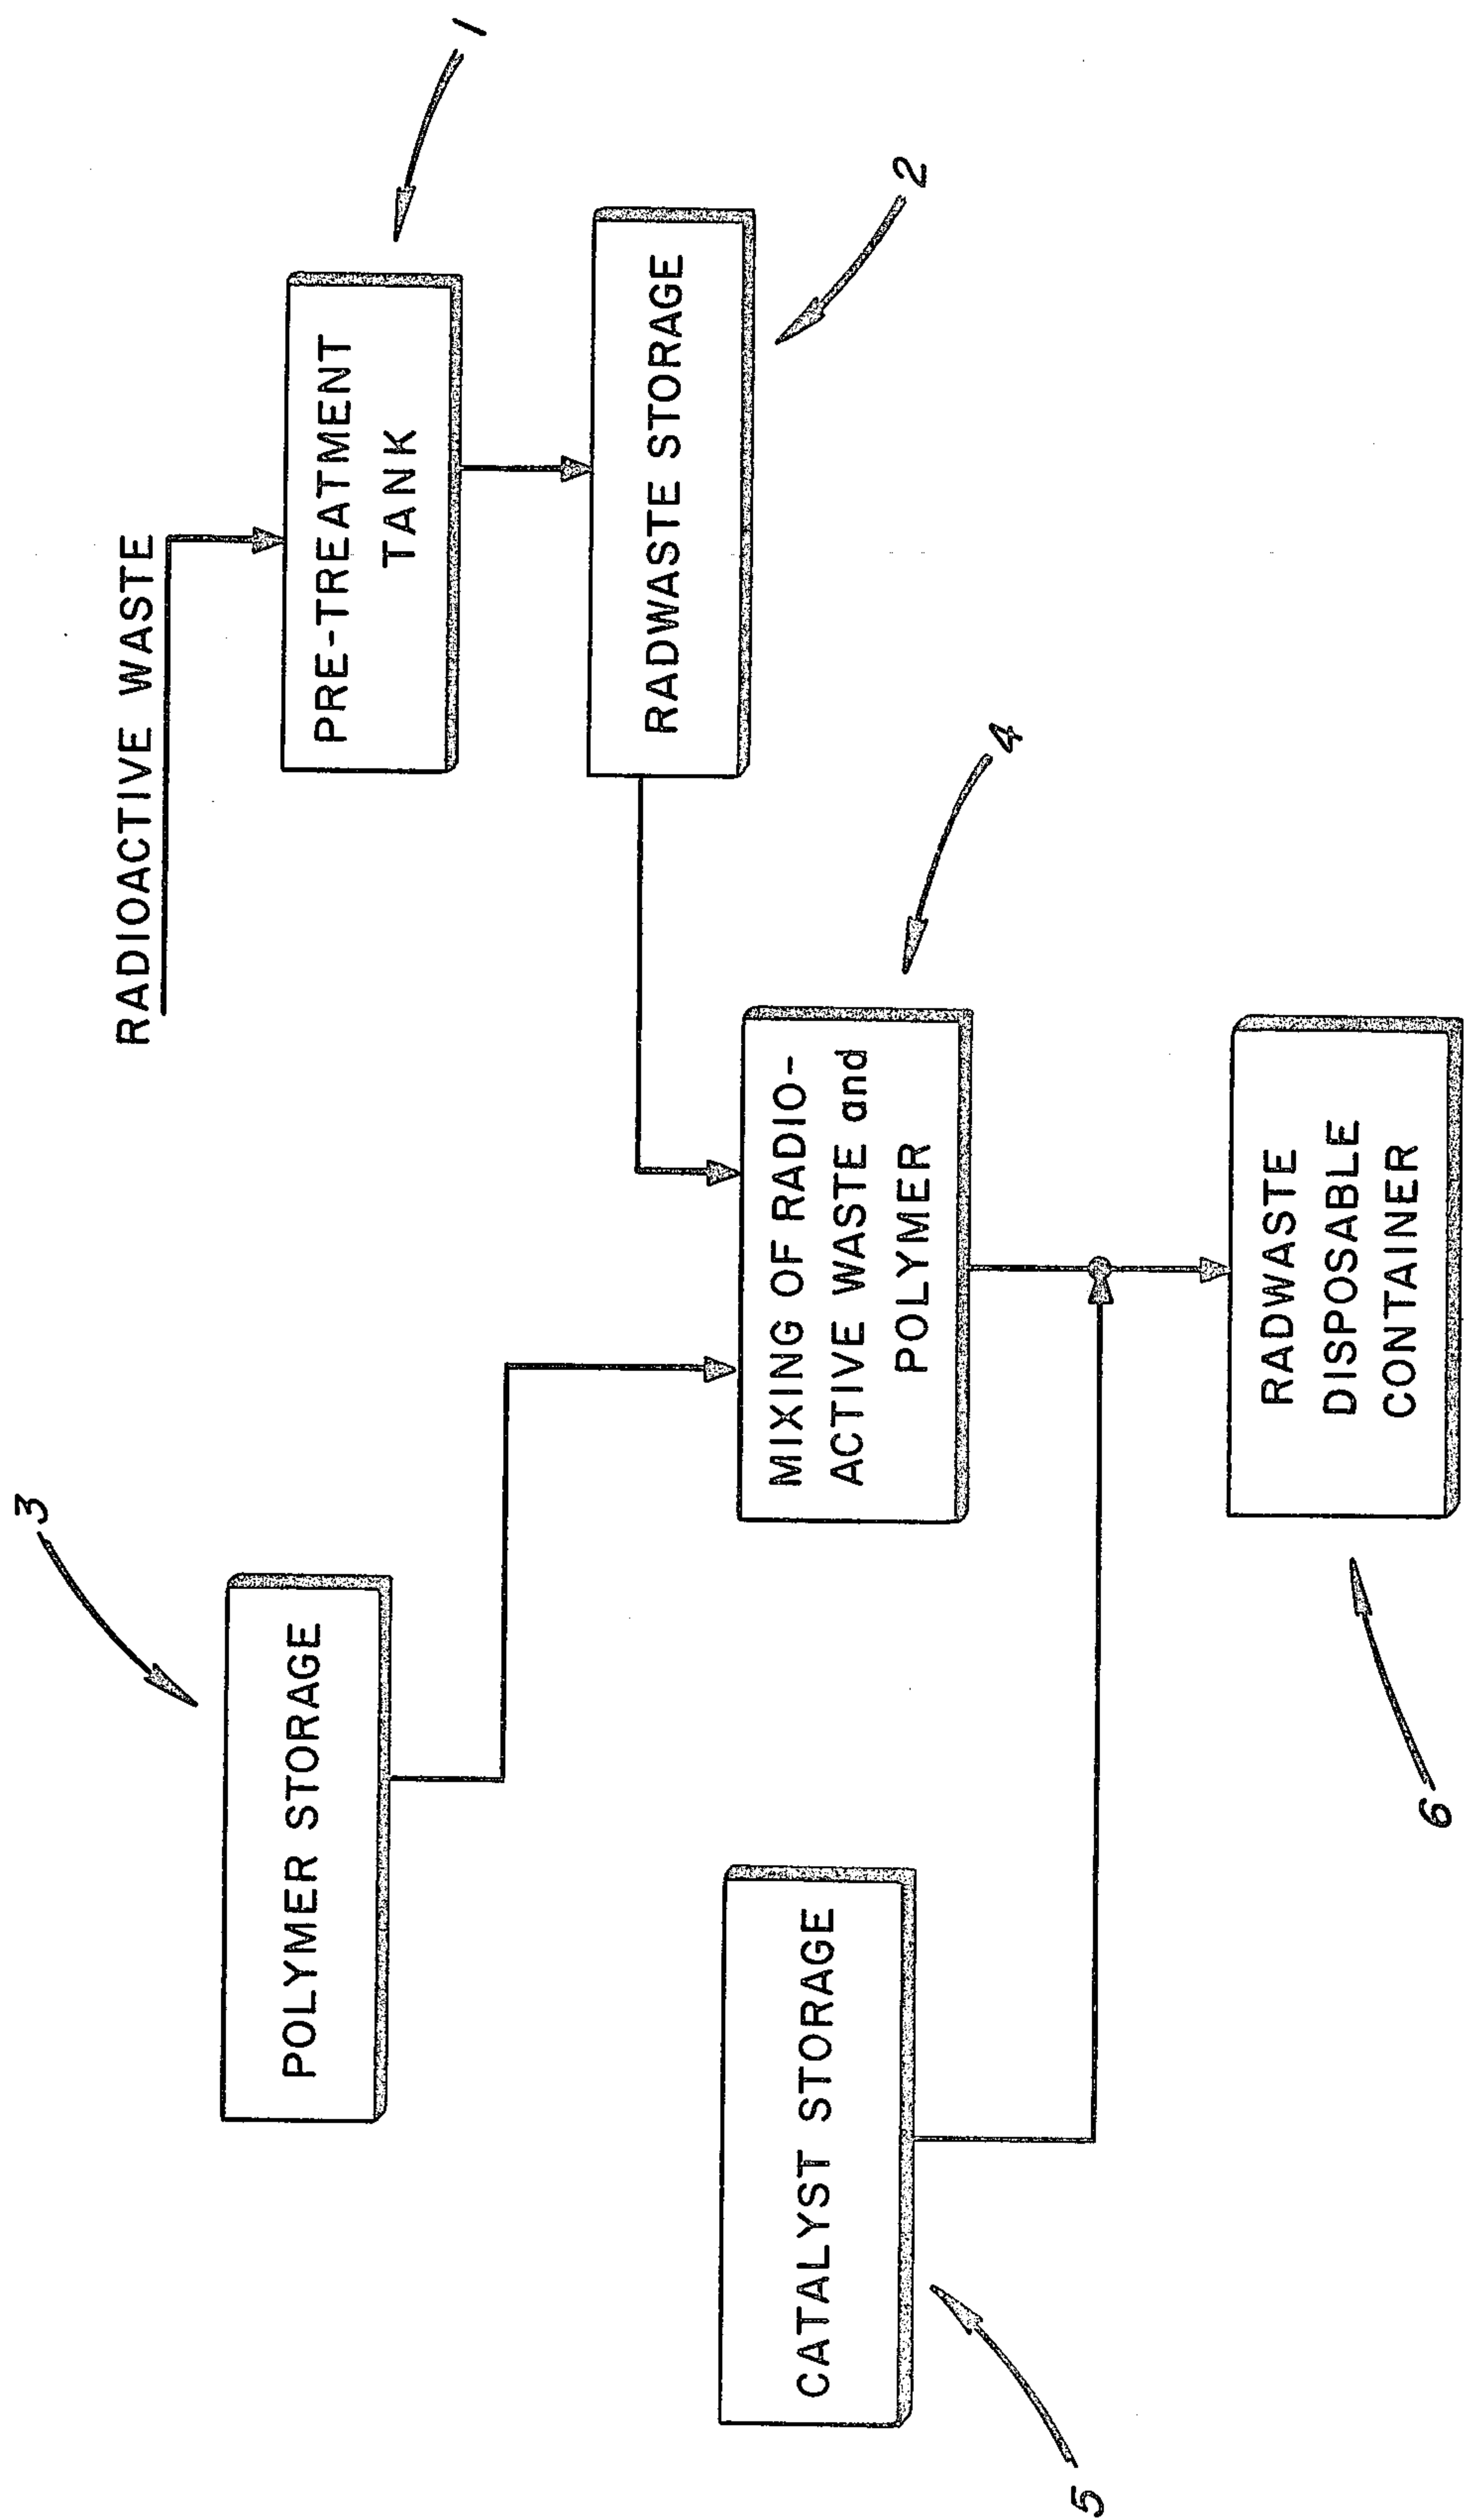 RADIOACTIVE WASTE
1
PRE-TREATMENT
TANK
2
RADWASTE STORAGE
3
POLYMER STORAGE
4
MIXING OF RADIO-
ACTIVE WASTE and
POLYMER
5
CATALYST STORAGE
6
RADWASTE
DISPOSABLE
CONTAINER